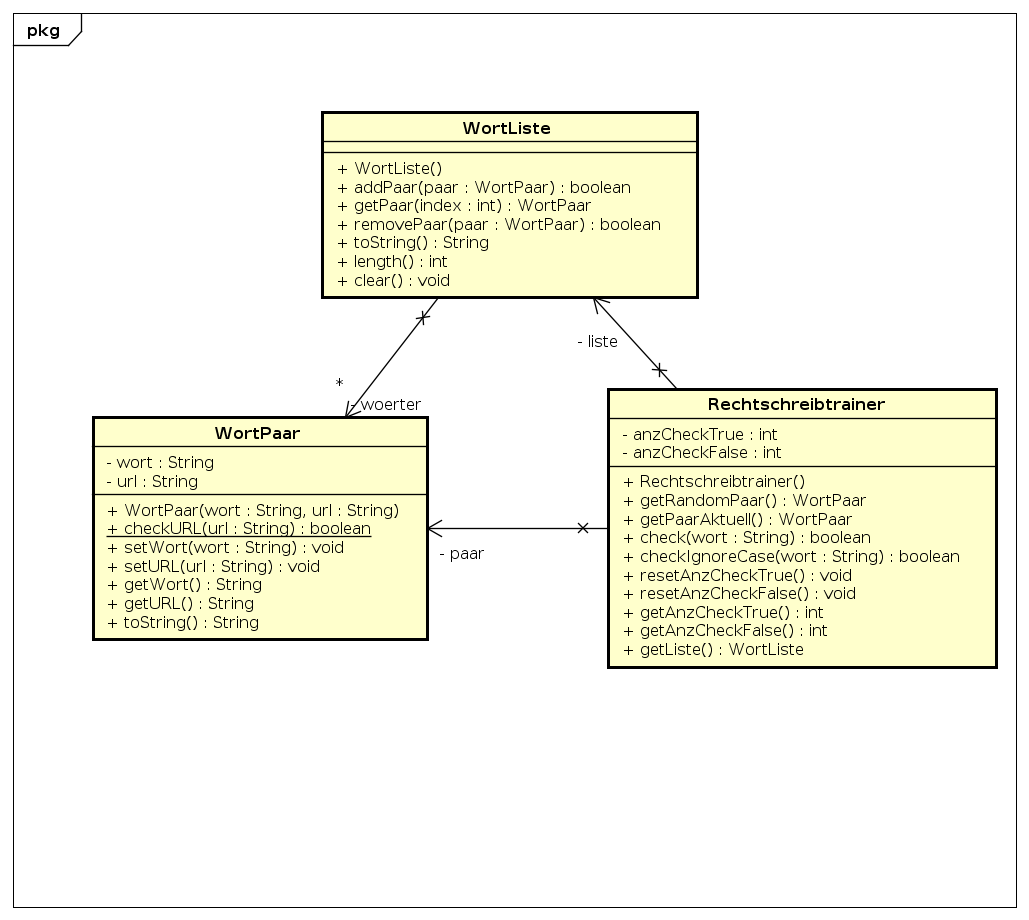 pkg
WortListe
+ WortListe()
+ addPaar(paar : WortPaar) : boolean
+ getPaar(index : int) : WortPaar
+ removePaar(paar : WortPaar) : boolean
+ toString() : String
+ length() : int
+ clear() : void
- liste
*
- woerter
WortPaar
- wort : String
- url : String
+ WortPaar(wort : String, url : String)
+ checkURL(url : String) : boolean
+ setWort(wort : String) : void
+ setURL(url : String) : void
+ getWort() : String
+ getURL() : String
+ toString() : String
- paar
Rechtschreibtrainer
- anzCheckTrue : int
- anzCheckFalse : int
+ Rechtschreibtrainer()
+ getRandomPaar() : WortPaar
+ getPaarAktuell() : WortPaar
+ check(wort : String) : boolean
+ checkIgnoreCase(wort : String) : boolean
+ resetAnzCheckTrue() : void
+ resetAnzCheckFalse() : void
+ getAnzCheckTrue() : int
+ getAnzCheckFalse() : int
+ getListe() : WortListe